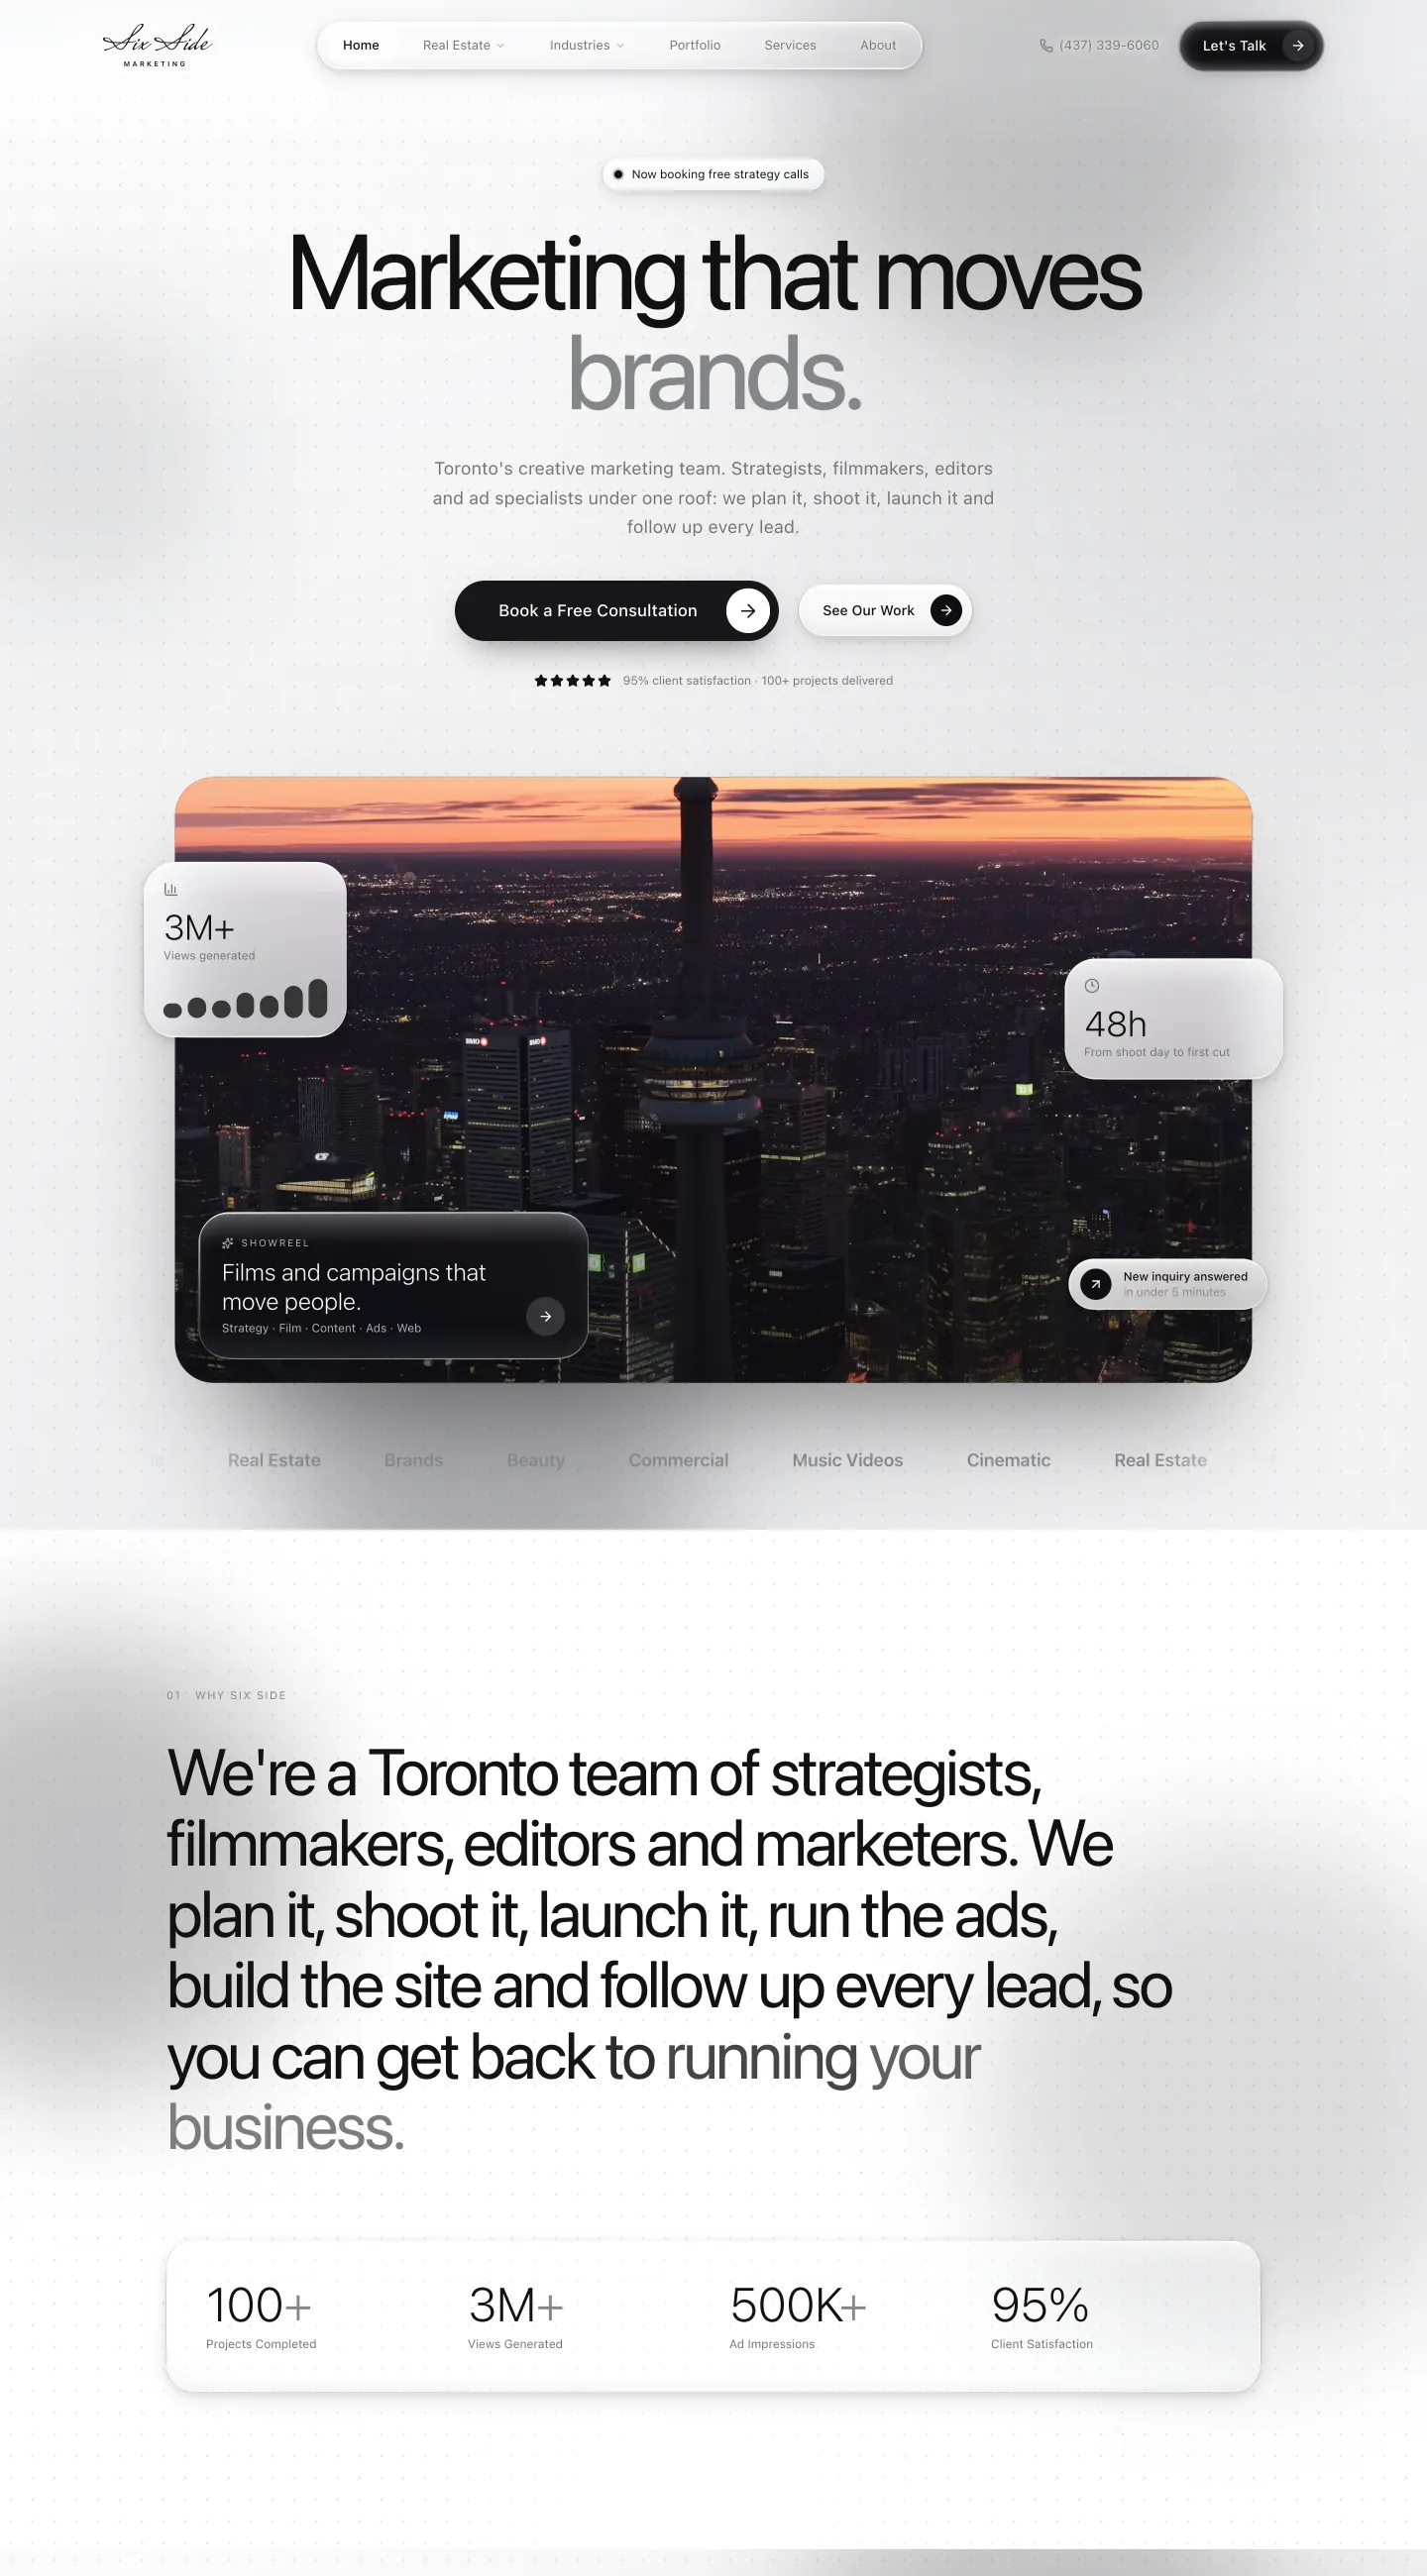 Six Side
MARKETING
Home
Real Estate
Industries
Portfolio
Services
About
(437) 339-6060
Let's Talk
Now booking free strategy calls
Marketing that moves
brands.
Toronto's creative marketing team. Strategists, filmmakers, editors
and ad specialists under one roof: we plan it, shoot it, launch it and
follow up every lead.
Book a Free Consultation
See Our Work
95% client satisfaction · 100+ projects delivered
3M+
Views generated
48h
From shoot day to first cut
BMO
BMO
SHOWREEL
Films and campaigns that
move people.
Strategy · Film · Content · Ads · Web
New inquiry answered
in under 5 minutes
Real Estate
Brands
Beauty
Commercial
Music Videos
Cinematic
Real Estate
01 WHY SIX SIDE
We're a Toronto team of strategists,
filmmakers, editors and marketers. We
plan it, shoot it, launch it, run the ads,
build the site and follow up every lead, so
you can get back to running your
business.
100+
Projects Completed
3M+
Views Generated
500K+
Ad Impressions
95%
Client Satisfaction